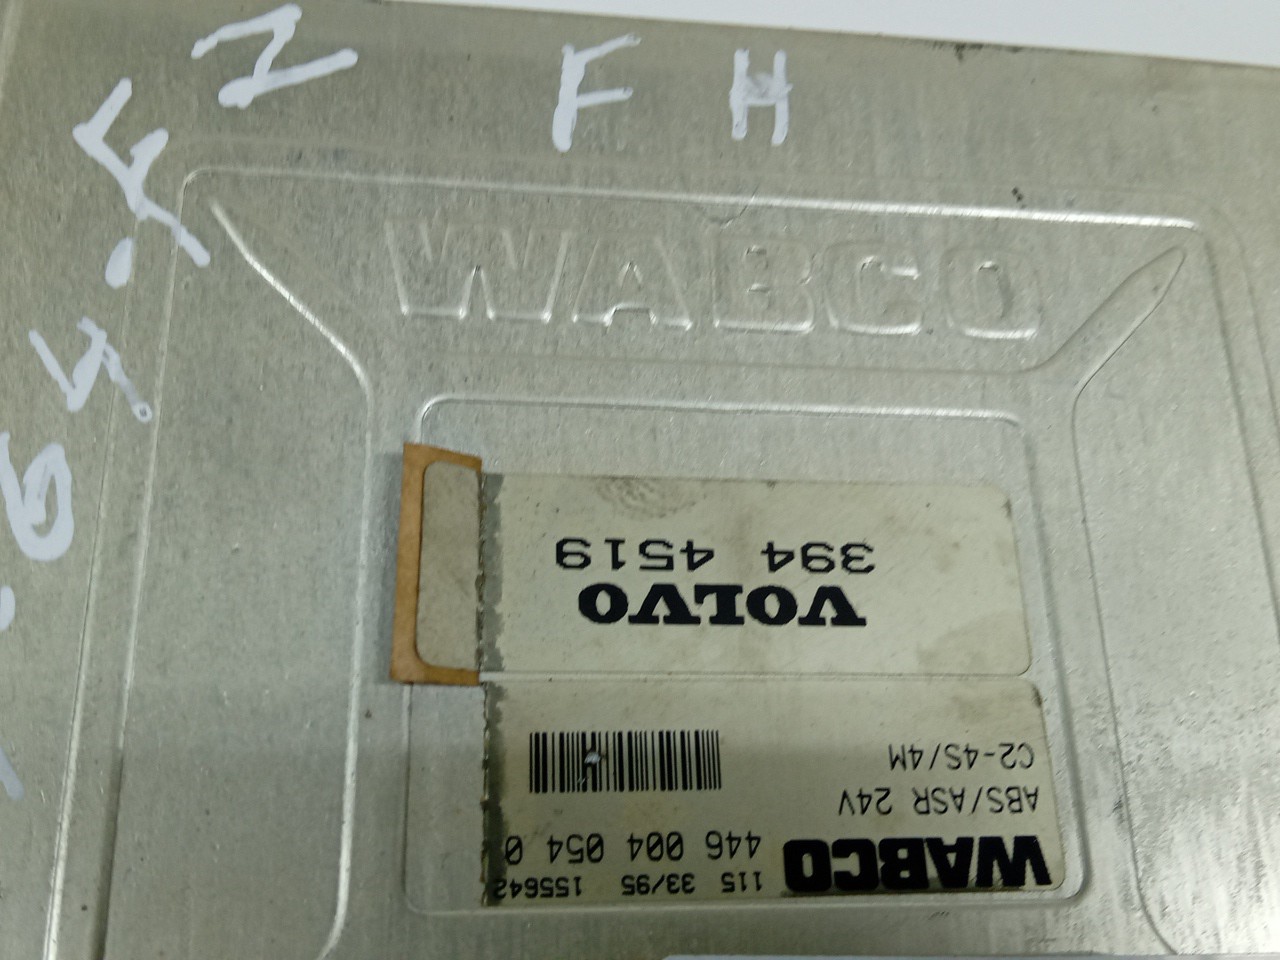 F H
WABCO
WABCO
ABS/ASR 24V
C2-4S/4M
115 33/95 155642
446 004 054 0
VOLVO
394 4519